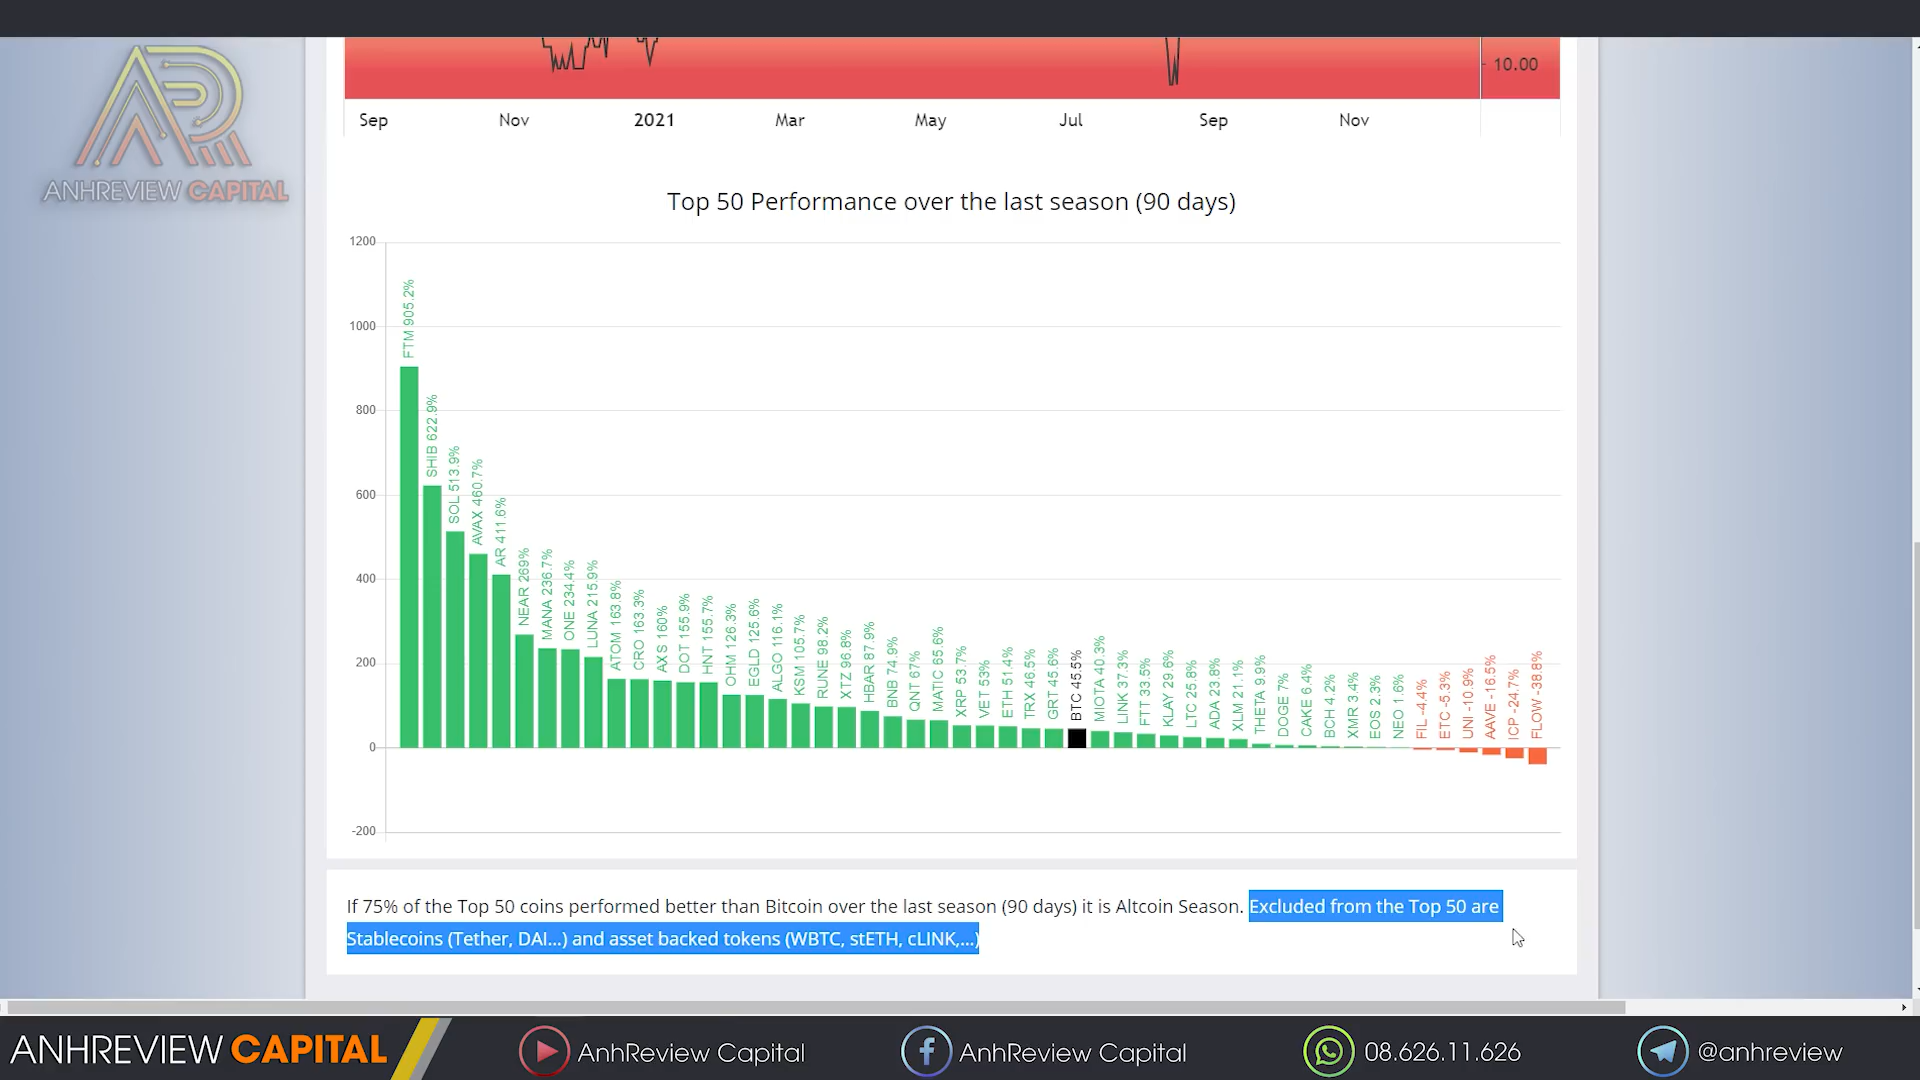 ANHREVIEW CAPITAL
10.00
Sep Nov 2021 Mar May Jul Sep Nov
Top 50 Performance over the last season (90 days)
1200
1000
800
600
400
200
0
-200
FTM 905.2%
SHIB 622.9%
SOL 513.9%
AVAX 460.7%
AR 411.6%
NEAR 269%
MANA 236.7%
ONE 234.4%
LUNA 215.9%
ATOM 163.8%
CRO 163.3%
AXS 160%
DOT 155.9%
HNT 155.7%
OHM 126.3%
EGLD 125.6%
ALGO 116.1%
KSM 105.7%
RUNE 98.2%
XTZ 96.8%
HBAR 87.9%
BNB 74.9%
QNT 67%
MATIC 65.6%
XRP 53.7%
VET 53%
ETH 51.4%
TRX 46.5%
GRT 45.6%
BTC 45.5%
MIOTA 40.3%
LINK 37.3%
FTT 33.5%
KLAY 29.6%
LTC 25.8%
ADA 23.8%
XLM 21.1%
THETA 9.9%
DOGE 7%
CAKE 6.4%
BCH 4.2%
XMR 3.4%
EOS 2.3%
NEO 1.6%
FIL -4.4%
ETC -5.3%
UNI -10.9%
AAVE -16.5%
ICP -24.7%
FLOW -38.8%
If 75% of the Top 50 coins performed better than Bitcoin over the last season (90 days) it is Altcoin Season. Excluded from the Top 50 are
Stablecoins (Tether, DAI...) and asset backed tokens (WBTC, stETH, cLINK,...)
ANHREVIEW CAPITAL AnhReview Capital AnhReview Capital 08.626.11.626 @anhreview